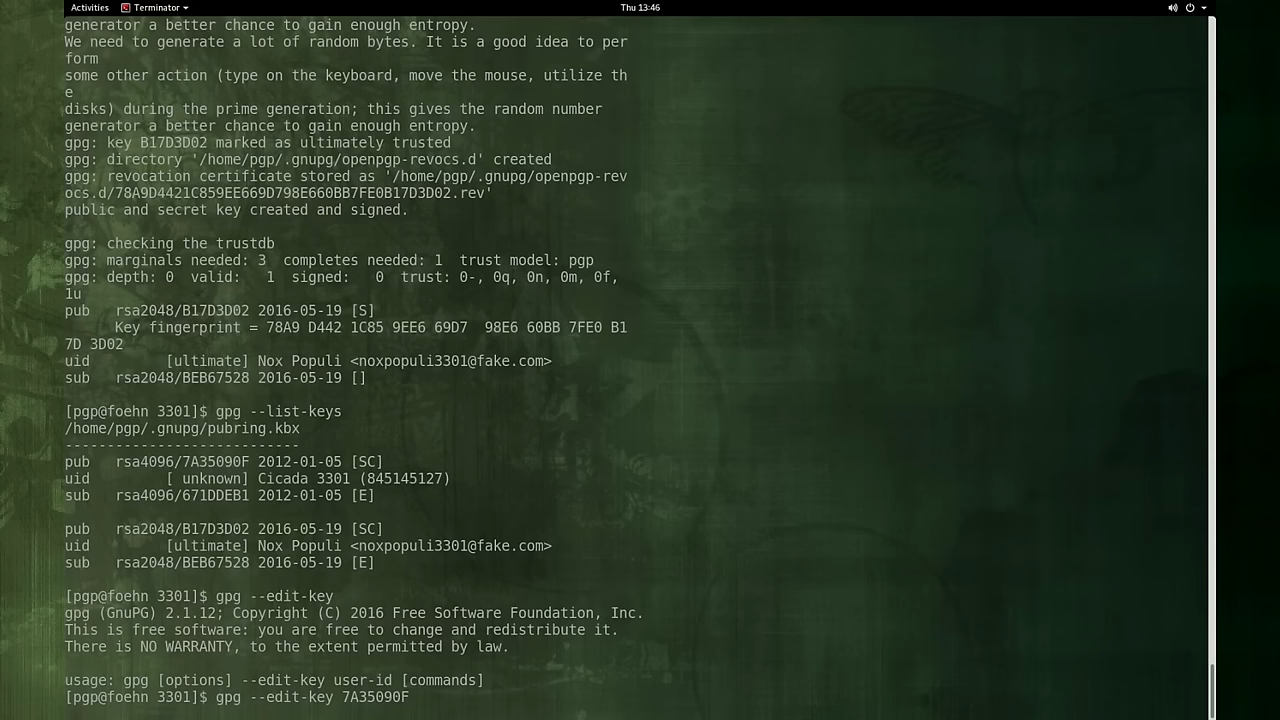 Activities Terminator Thu 13:46
generator a better chance to gain enough entropy.
We need to generate a lot of random bytes. It is a good idea to per
form
some other action (type on the keyboard, move the mouse, utilize th
e
disks) during the prime generation; this gives the random number
generator a better chance to gain enough entropy.
gpg: key B17D3D02 marked as ultimately trusted
gpg: directory '/home/pgp/.gnupg/openpgp-revocs.d' created
gpg: revocation certificate stored as '/home/pgp/.gnupg/openpgp-rev
ocs.d/78A9D4421C859EE669D798E660BB7FE0B17D3D02.rev'
public and secret key created and signed.

gpg: checking the trustdb
gpg: marginals needed: 3  completes needed: 1  trust model: pgp
gpg: depth: 0  valid:   1  signed:   0  trust: 0-, 0q, 0n, 0m, 0f,
1u
pub   rsa2048/B17D3D02 2016-05-19 [S]
      Key fingerprint = 78A9 D442 1C85 9EE6 69D7  98E6 60BB 7FE0 B1
7D 3D02
uid         [ultimate] Nox Populi <noxpopuli3301@fake.com>
sub   rsa2048/BEB67528 2016-05-19 []

[pgp@foehn 3301]$ gpg --list-keys
/home/pgp/.gnupg/pubring.kbx
----------------------------
pub   rsa4096/7A35090F 2012-01-05 [SC]
uid         [ unknown] Cicada 3301 (845145127)
sub   rsa4096/671DDEB1 2012-01-05 [E]

pub   rsa2048/B17D3D02 2016-05-19 [SC]
uid         [ultimate] Nox Populi <noxpopuli3301@fake.com>
sub   rsa2048/BEB67528 2016-05-19 [E]

[pgp@foehn 3301]$ gpg --edit-key
gpg (GnuPG) 2.1.12; Copyright (C) 2016 Free Software Foundation, Inc.
This is free software: you are free to change and redistribute it.
There is NO WARRANTY, to the extent permitted by law.

usage: gpg [options] --edit-key user-id [commands]
[pgp@foehn 3301]$ gpg --edit-key 7A35090F